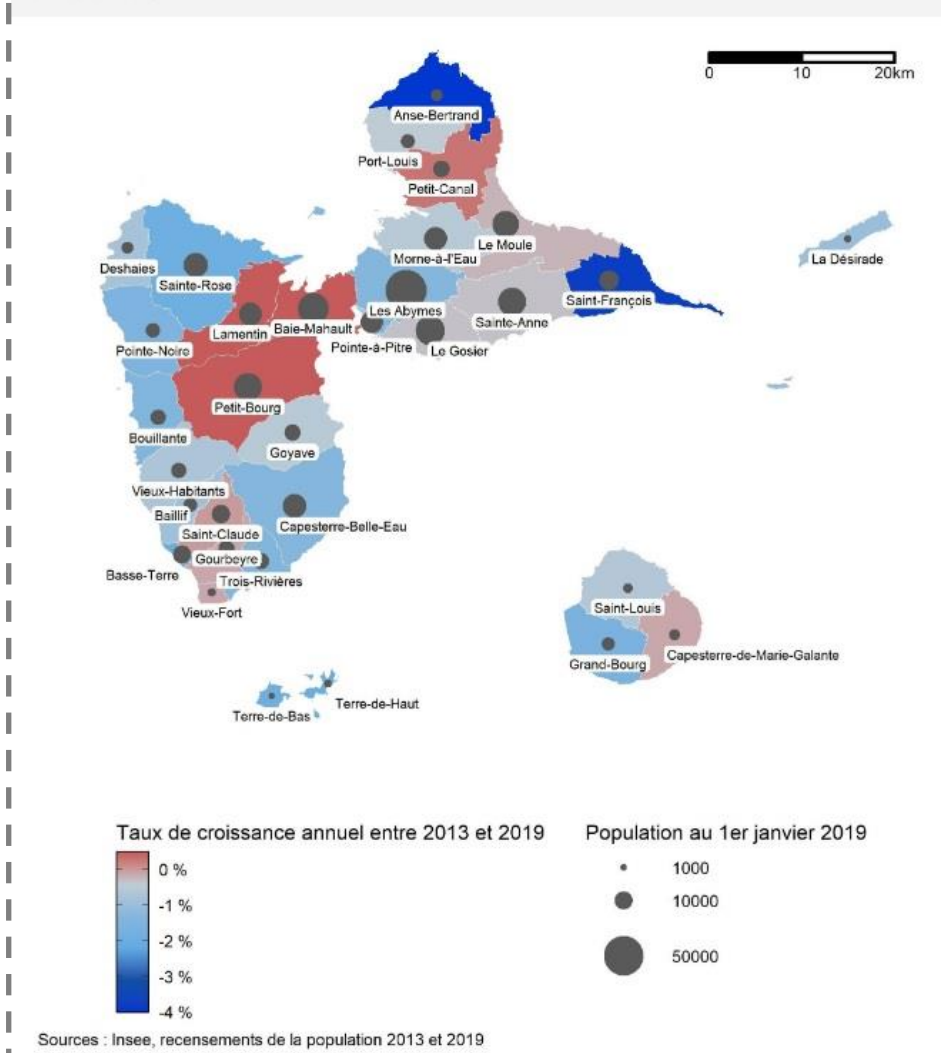 0 10 20km
Anse-Bertrand
Port-Louis
Petit-Canal
Le Moule
Morne-à-l'Eau
La Désirade
Deshaies
Sainte-Rose
Saint-François
Les Abymes
Sainte-Anne
Lamentin
Baie-Mahault
Pointe-à-Pitre
Le Gosier
Pointe-Noire
Petit-Bourg
Bouillante
Goyave
Vieux-Habitants
Baillif
Capesterre-Belle-Eau
Saint-Claude
Gourbeyre
Basse-Terre
Trois-Rivières
Vieux-Fort
Saint-Louis
Capesterre-de-Marie-Galante
Grand-Bourg
Terre-de-Haut
Terre-de-Bas
Taux de croissance annuel entre 2013 et 2019
0 %
-1 %
-2 %
-3 %
-4 %
Population au 1er janvier 2019
1000
10000
50000
Sources : Insee, recensements de la population 2013 et 2019